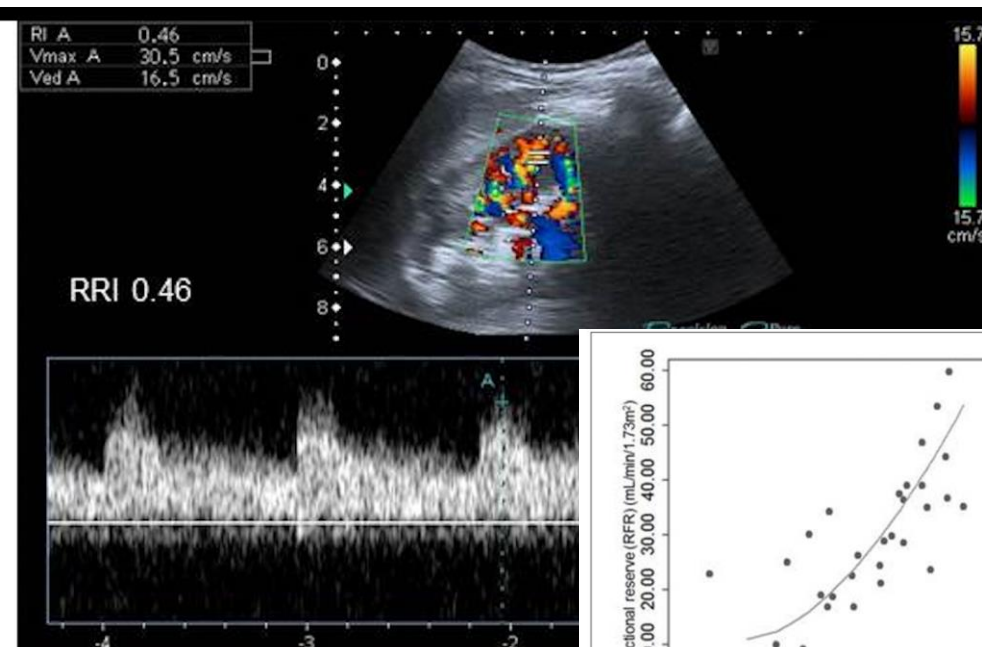 RI A 0.46
Vmax A 30.5 cm/s
Ved A 16.5 cm/s
15.7
0
2
4
6
8
15.7
cm/s
RRI 0.46
A
-4
-3
-2
60.00
50.00
40.00
30.00
20.00
ctional reserve (RFR) (mL/min/1.73m²)